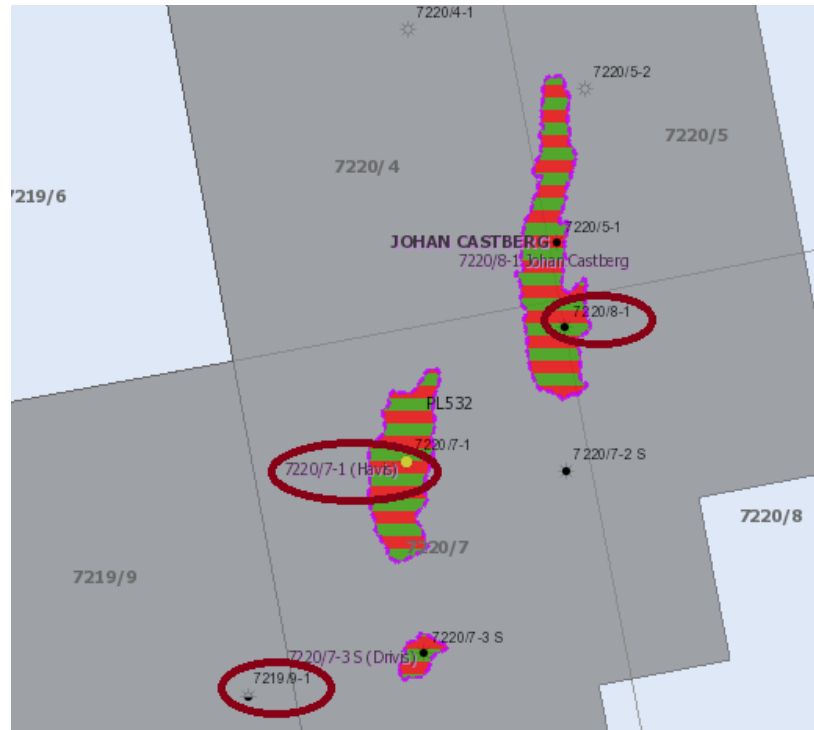 7220/4-1
7220/5-2
7220/5
7220/4
7219/6
7220/5-1
JOHAN CASTBERG
7220/8-1 Johan Castberg
7220/8-1
PL532
7220/7-1
7220/7-1 (Havis)
7220/7-2 S
7220/8
7220/7
7219/9
7220/7-3 S
7220/7-3 S (Drivis)
7219/9-1